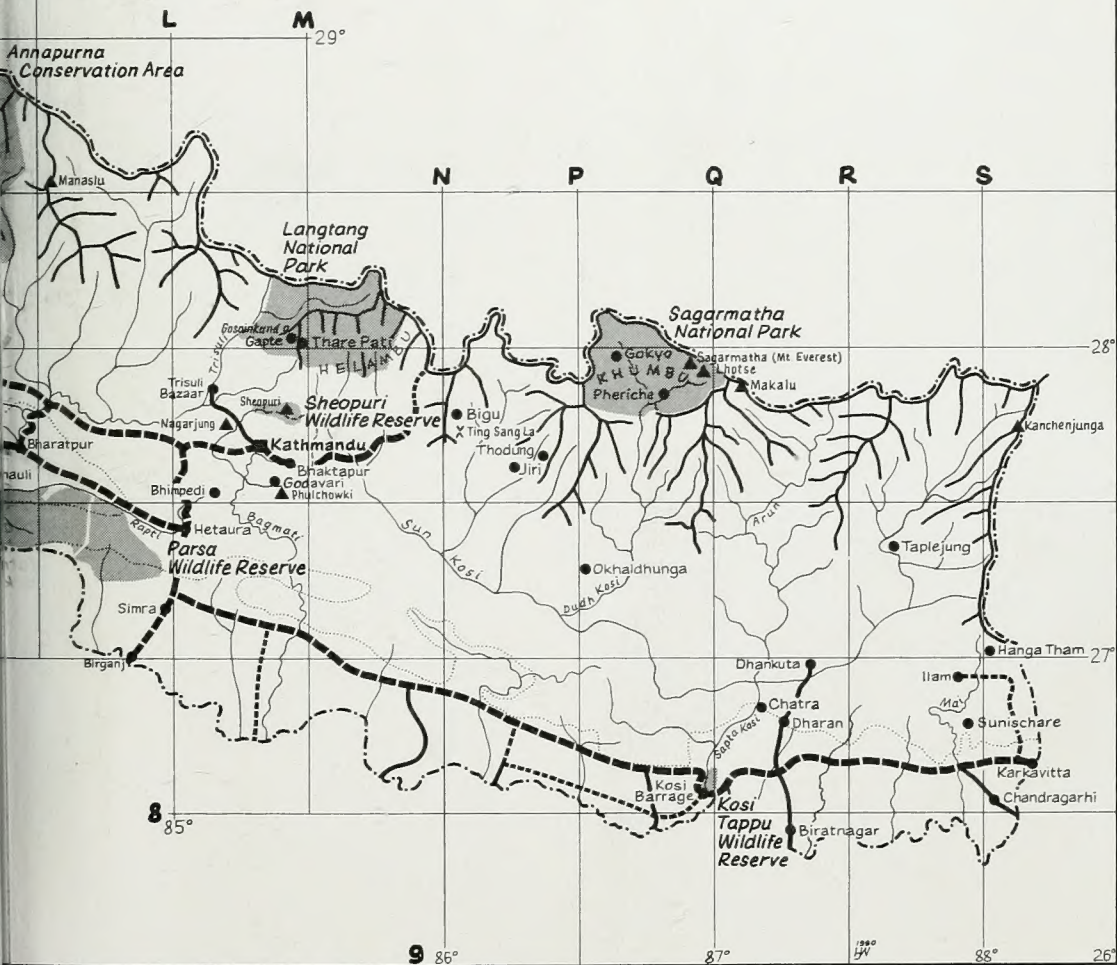 L
M
29°
Annapurna
Conservation Area
Manaslu
N
P
Q
R
S
Langtang
National
Park
Gosainkund
Gapte
Thare Pati
HELAMBU
Trisuli
Sagarmatha
National Park
28°
Gokyo
KHUMBU
Sagarmatha (Mt Everest)
Lhotse
Makalu
Pheriche
Trisuli
Bazaar
Sheopuri
Sheopuri
Wildlife Reserve
Nagarjung
Kathmandu
Bigu
Ting Sang La
Thodung
Jiri
Kanchenjunga
Bharatpur
nauli
Bhaktapur
Godavari
Phulchowki
Bhimpedi
Rapti
Hetaura
Bagmati
Sun Kosi
Arun
Parsa
Wildlife Reserve
Taplejung
Okhaldhunga
Dudh Kosi
Simra
Birganj
Hanga Tham
27°
Dhankuta
Ilam
Chatra
Dharan
Sapta Kosi
May
Sunischare
Kosi
Barrage
Karkavitta
Chandragarhi
Kosi
Tappu
Wildlife
Reserve
Biratnagar
8
85°
9
86°
87°
1990
88°
26°